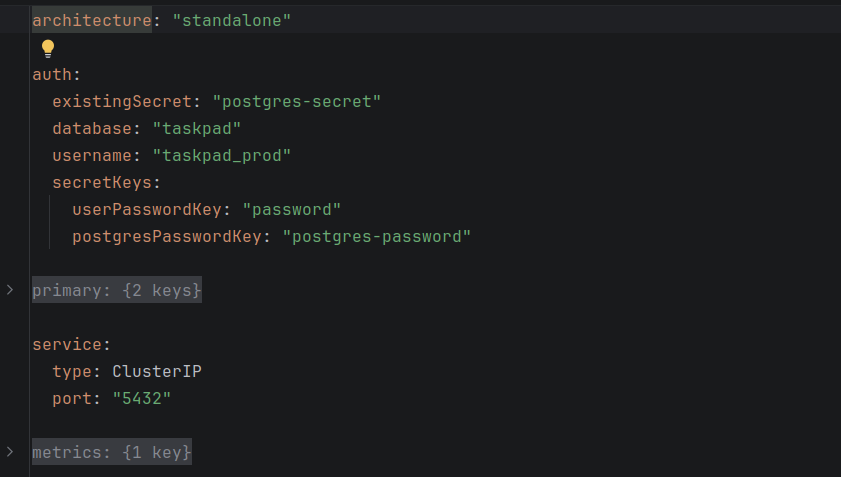 architecture: "standalone"
auth:
  existingSecret: "postgres-secret"
  database: "taskpad"
  username: "taskpad_prod"
  secretKeys:
    userPasswordKey: "password"
    postgresPasswordKey: "postgres-password"
primary: {2 keys}
service:
  type: ClusterIP
  port: "5432"
metrics: {1 key}